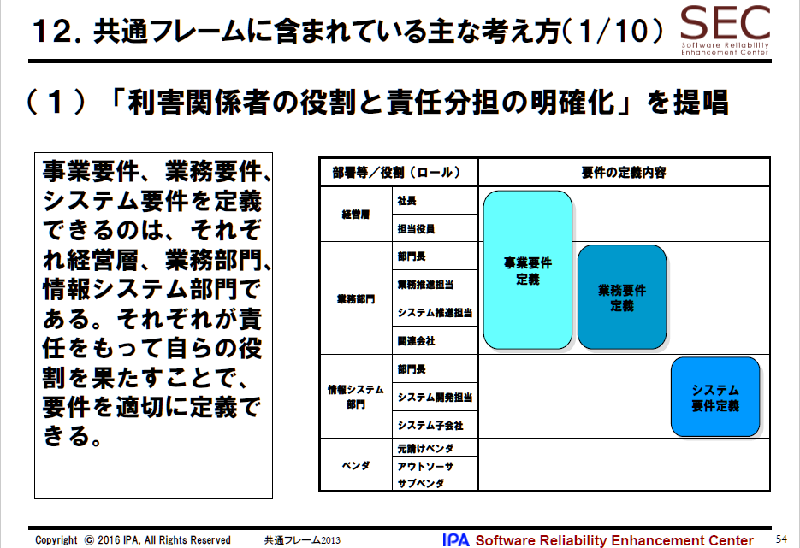 12．共通フレームに含まれている主な考え方(1/10)
SEC
Software Reliability
Enhancement Center
（１）「利害関係者の役割と責任分担の明確化」を提唱
事業要件、業務要件、
システム要件を定義
できるのは、それぞ
れ経営層、業務部門、
情報システム部門で
ある。それぞれが責
任をもって自らの役
割を果たすことで、
要件を適切に定義で
きる。
部署等／役割（ロール）
要件の定義内容
経営層
社長
担当役員
業務部門
部門長
業務推進担当
システム推進担当
関連会社
情報システム
部門
部門長
システム開発担当
システム子会社
ベンダ
元請けベンダ
アウトソーサ
サブベンダ
事業要件
定義
業務要件
定義
システム
要件定義
Copyright © 2016 IPA, All Rights Reserved
共通フレーム2013
IPA Software Reliability Enhancement Center
54